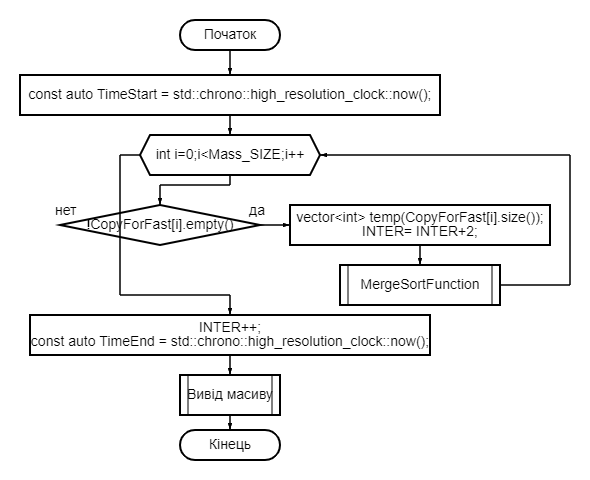 Початок
const auto TimeStart = std::chrono::high_resolution_clock::now();
int i=0;i<Mass_SIZE;i++
нет
да
!CopyForFast[i].empty()
vector<int> temp(CopyForFast[i].size());
INTER= INTER+2;
MergeSortFunction
INTER++;
const auto TimeEnd = std::chrono::high_resolution_clock::now();
Вивід масиву
Кінець